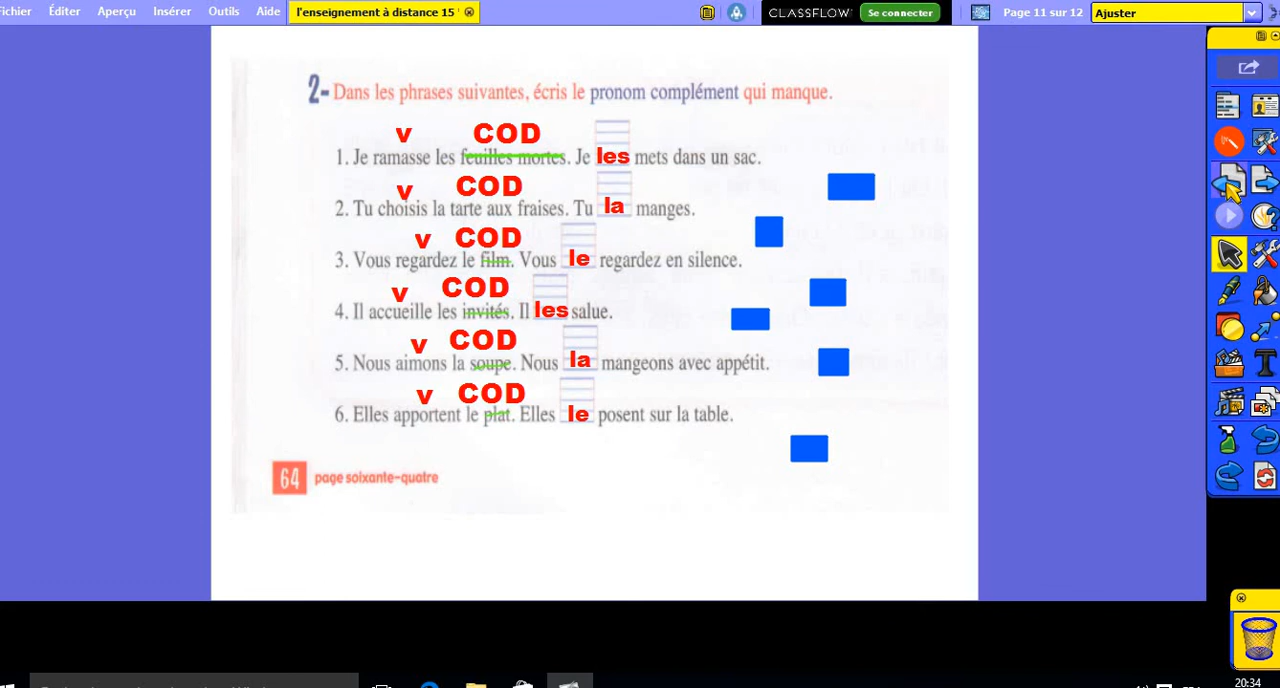 Fichier Éditer Aperçu Insérer Outils Aide l'enseignement à distance 15 CLASSFLOW Se connecter Page 11 sur 12 Ajuster
2- Dans les phrases suivantes, écris le pronom complément qui manque.
v COD
1. Je ramasse les feuilles mortes. Je les mets dans un sac.
v COD
2. Tu choisis la tarte aux fraises. Tu la manges.
v COD
3. Vous regardez le film. Vous le regardez en silence.
v COD
4. Il accueille les invités. Il les salue.
v COD
5. Nous aimons la soupe. Nous la mangeons avec appétit.
v COD
6. Elles apportent le plat. Elles le posent sur la table.
64 page soixante-quatre
20:34